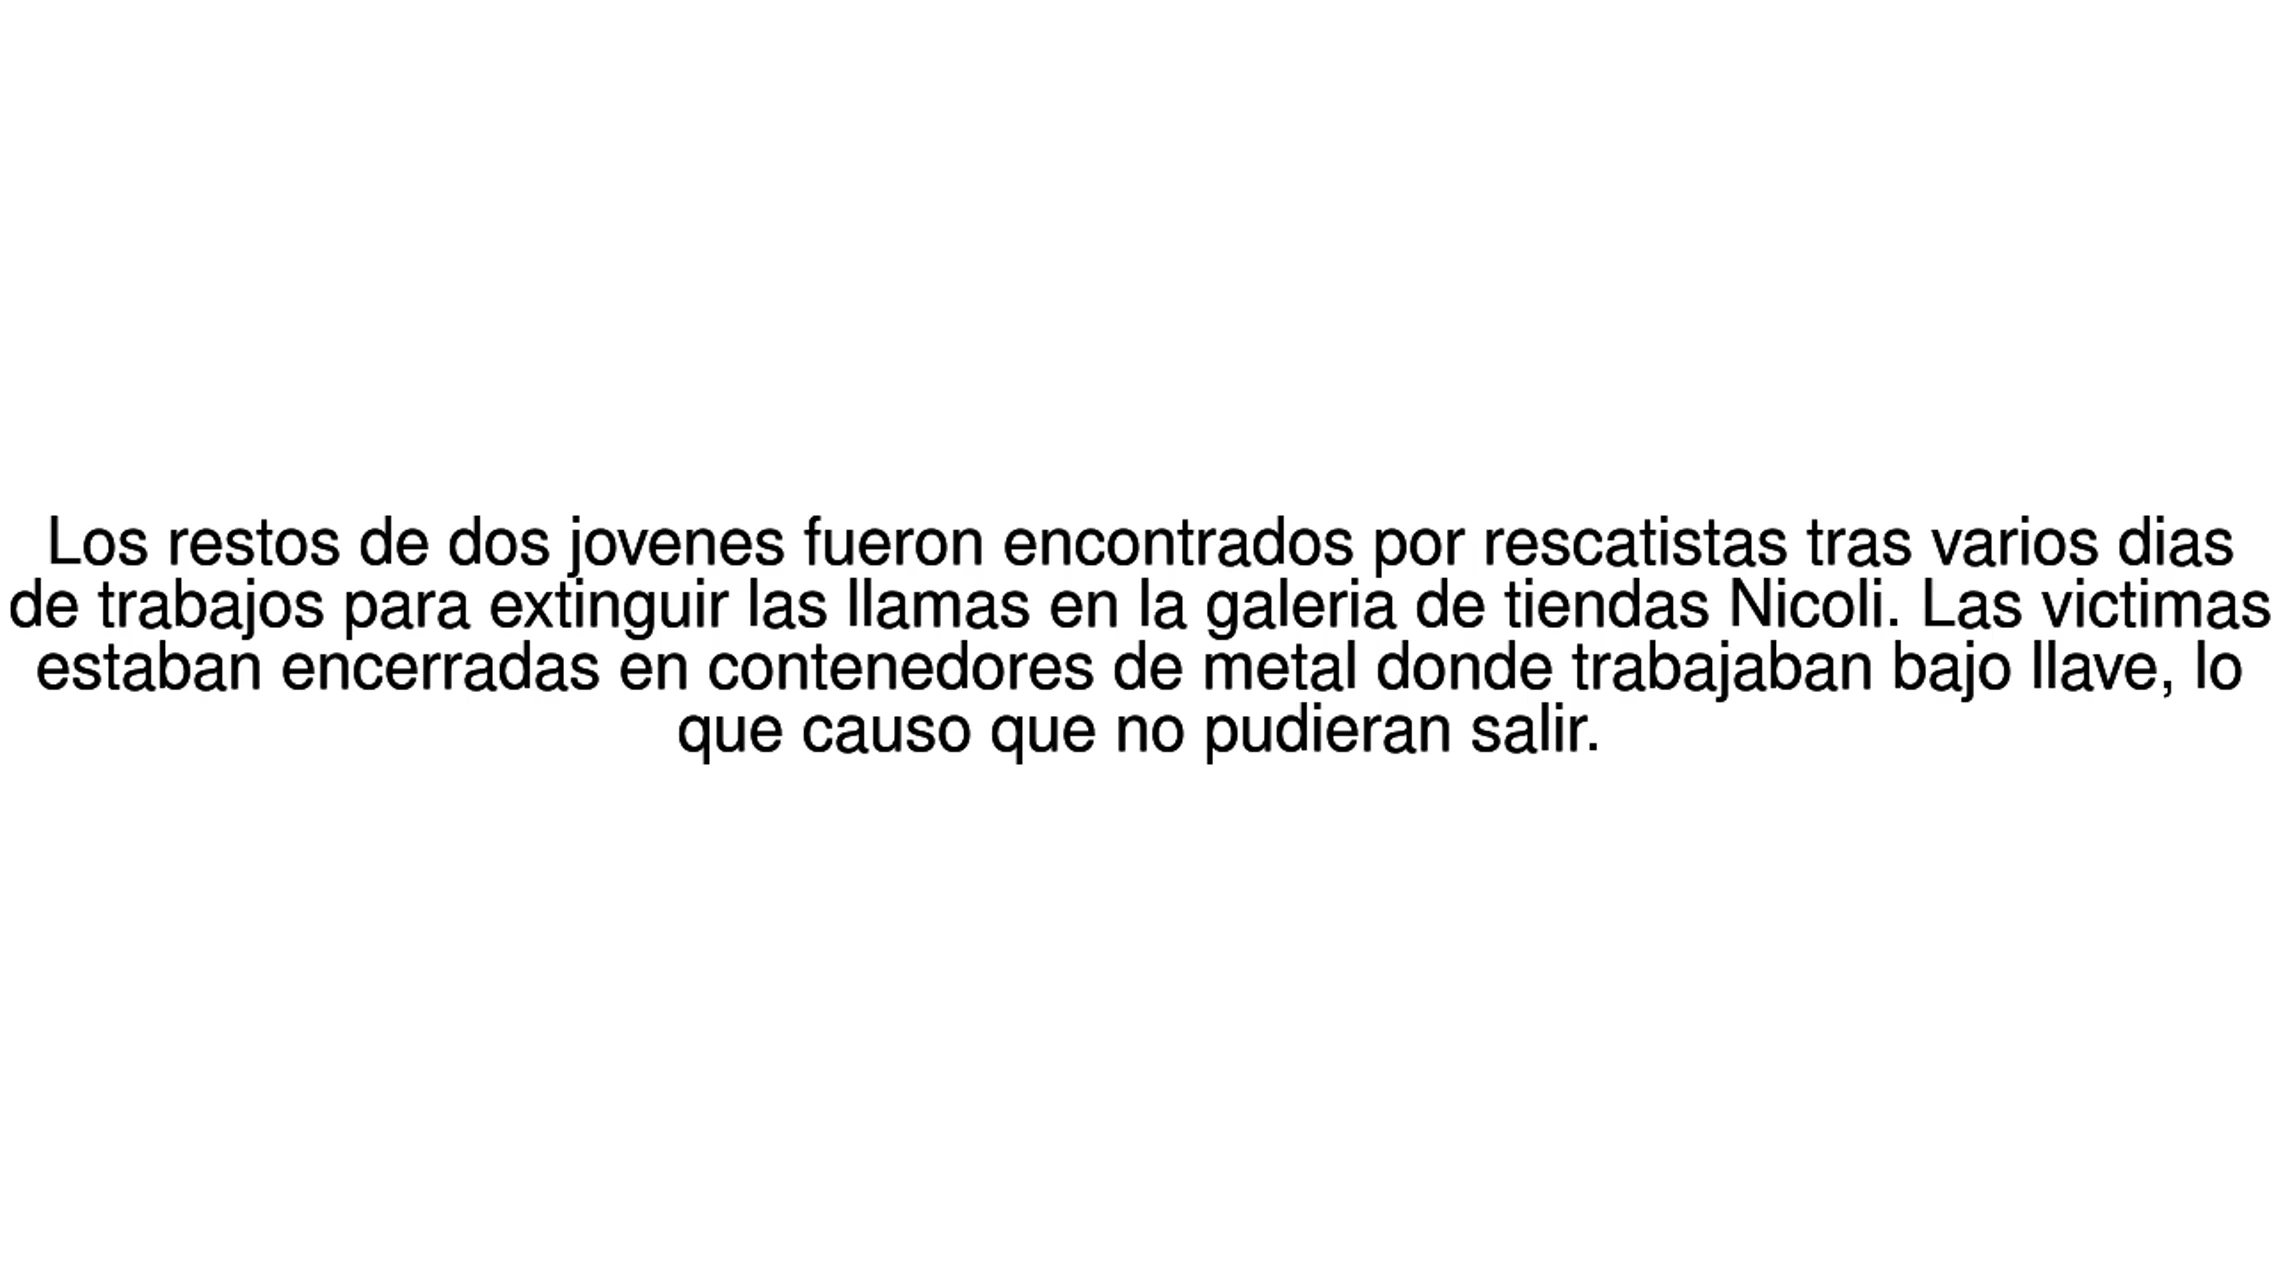 Los restos de dos jovenes fueron encontrados por rescatistas tras varios dias
de trabajos para extinguir las llamas en la galeria de tiendas Nicoli. Las victimas
estaban encerradas en contenedores de metal donde trabajaban bajo llave, lo
que causo que no pudieran salir.